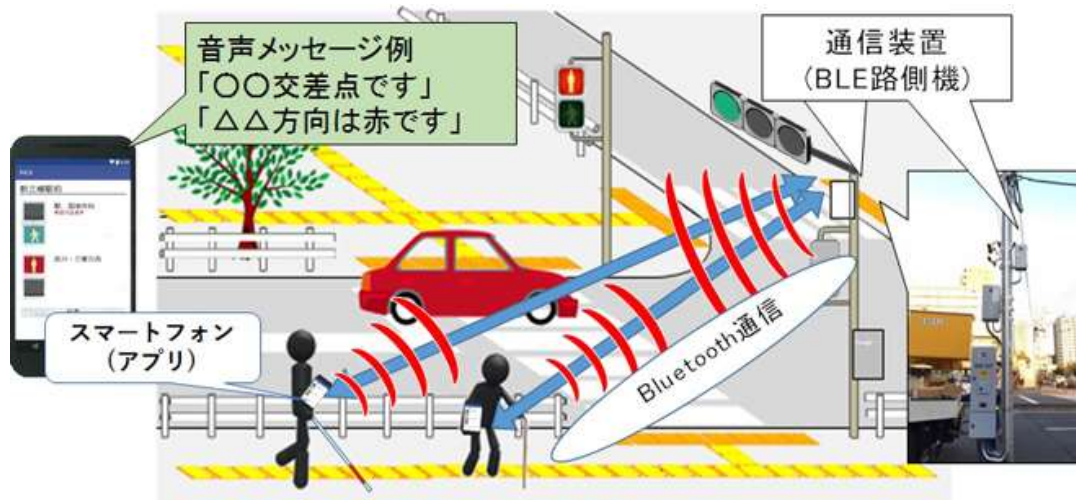 音声メッセージ例
「〇〇交差点です」
「△△方向は赤です」
通信装置
(BLE路側機)
スマートフォン
(アプリ)
Bluetooth通信